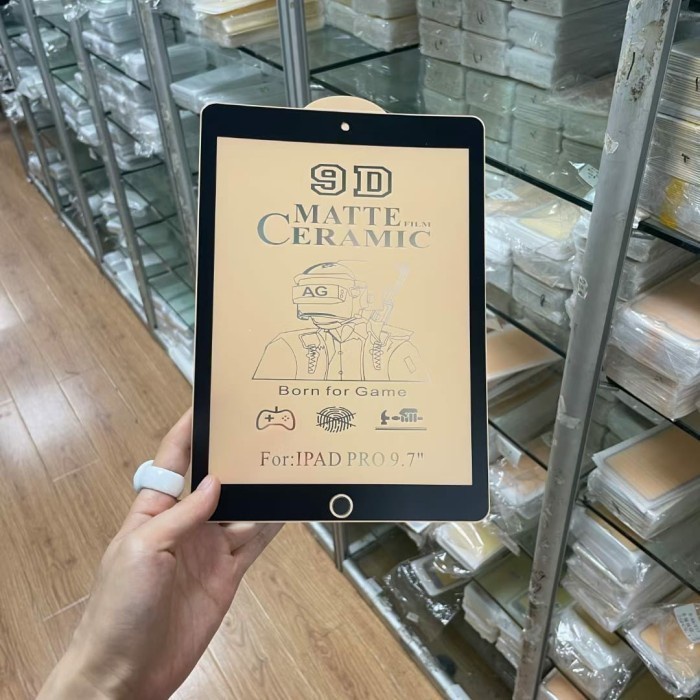 9D
MATTE FILM
CERAMIC
AG
Born for Game
For:IPAD PRO 9.7"